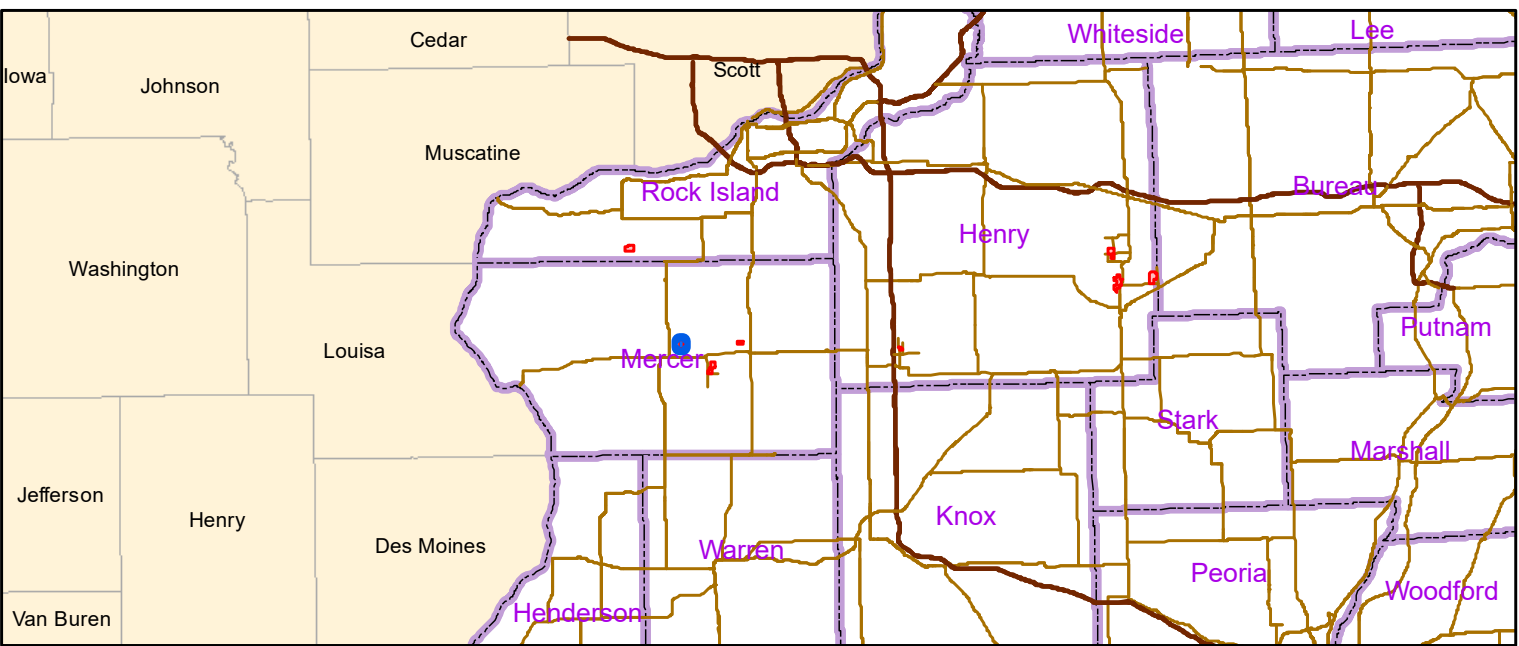 Whiteside
Lee
Cedar
Scott
Iowa
Johnson
Muscatine
Rock Island
Bureau
Henry
Washington
Putnam
Louisa
Mercer
Stark
Marshall
Jefferson
Henry
Knox
Des Moines
Warren
Peoria
Woodford
Van Buren
Henderson